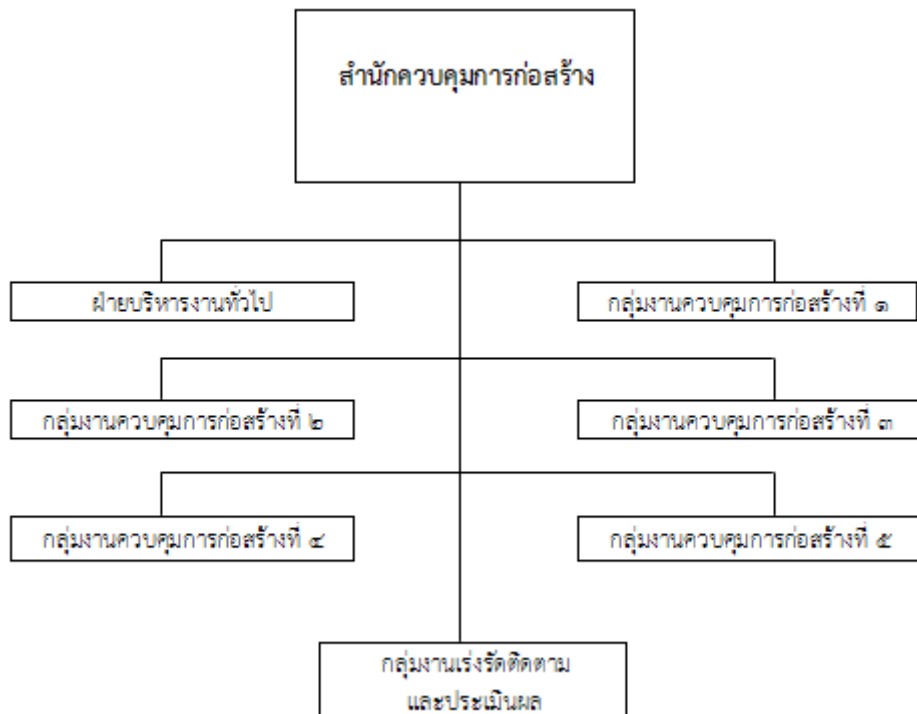 สำนักควบคุมการก่อสร้าง
ฝ่ายบริหารงานทั่วไป
กลุ่มงานควบคุมการก่อสร้างที่ ๑
กลุ่มงานควบคุมการก่อสร้างที่ ๒
กลุ่มงานควบคุมการก่อสร้างที่ ๓
กลุ่มงานควบคุมการก่อสร้างที่ ๔
กลุ่มงานควบคุมการก่อสร้างที่ ๕
กลุ่มงานเร่งรัดติดตาม
และประเมินผล